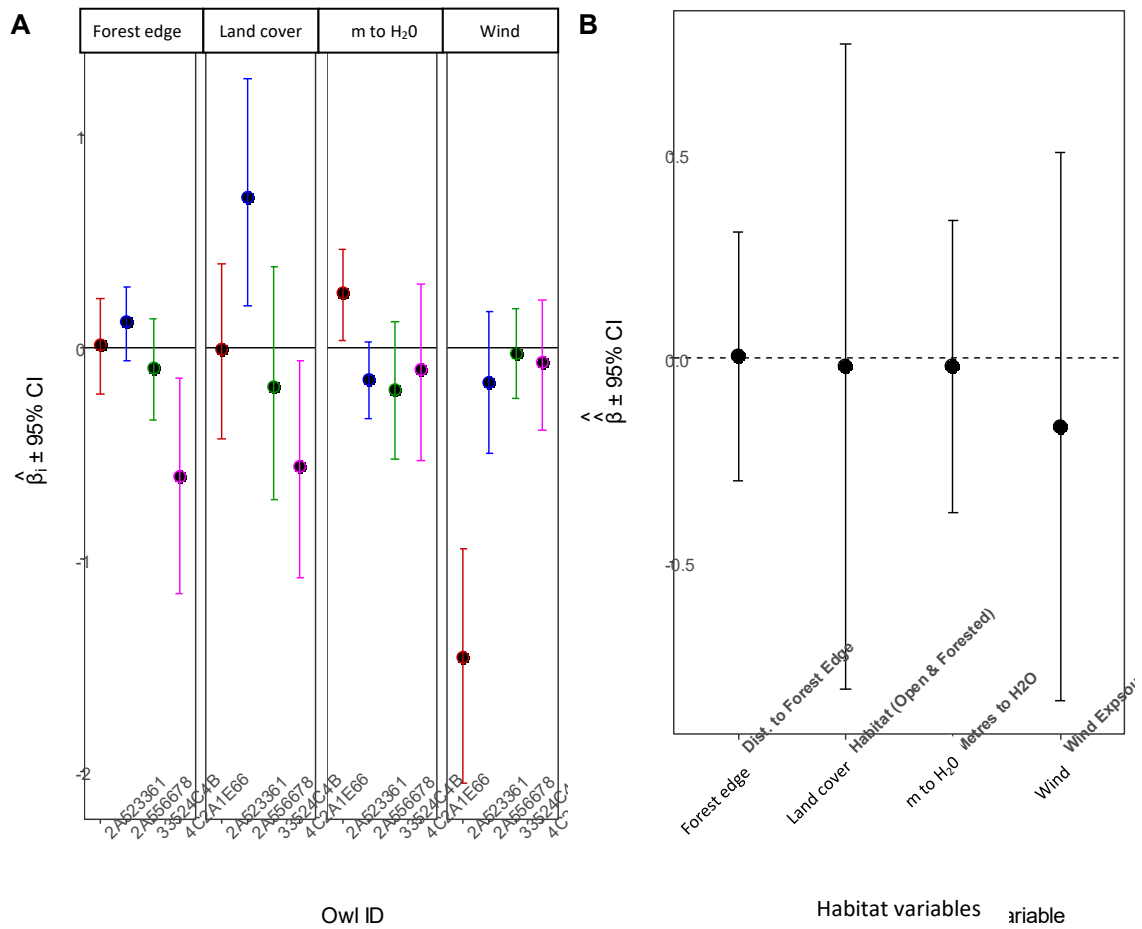 A
Forest edge
Land cover
m to H₂0
Wind
1
0
-1
-2
β̂ᵢ ± 95% CI
2A523361
2A556678
33524C4B
4C2A1E66
2A523361
2A556678
33524C4B
4C2A1E66
2A523361
2A556678
33524C4B
4C2A1E66
2A523361
2A556678
33524C4
Owl ID
B
0.5
0.0
-0.5
β̂̂ ± 95% CI
Dist. to Forest Edge
Habitat (Open & Forested)
Metres to H2O
Wind Expsou
Forest edge
Land cover
m to H₂0
Wind
Habitat variables
ariable